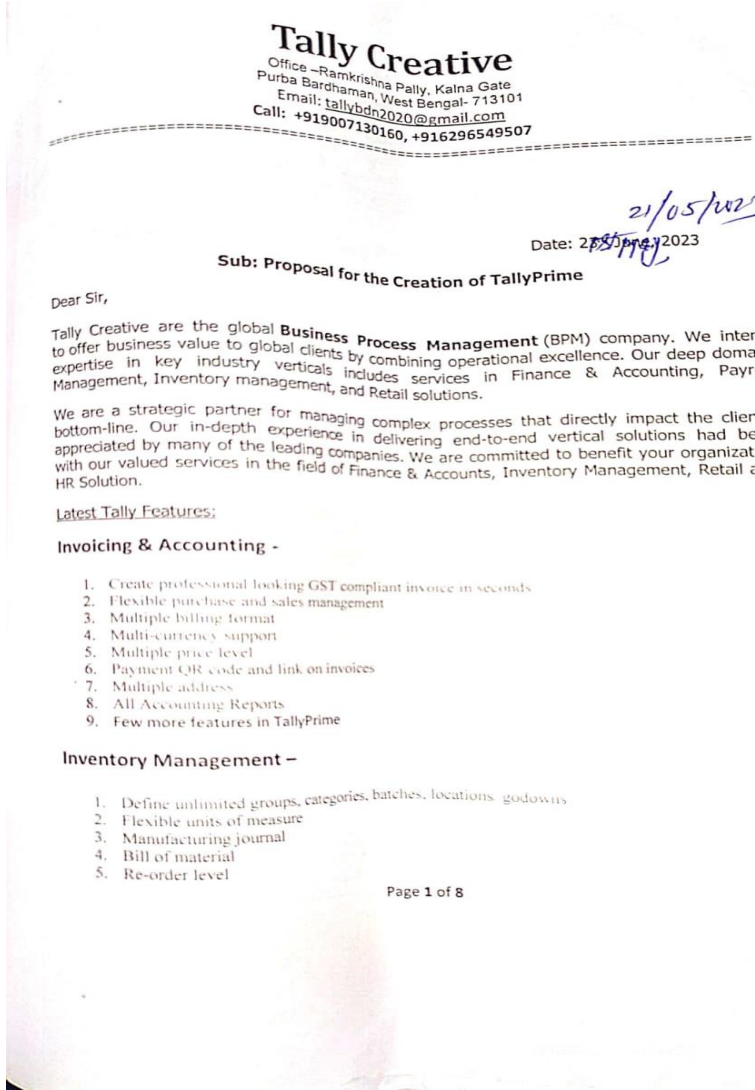 Tally Creative
Office –Ramkrishna Pally, Kalna Gate
Purba Bardhaman, West Bengal- 713101
Email: tallybdn2020@gmail.com
Call: +919007130160, +916296549507
21/05/202
Date: 2 2023
Sub: Proposal for the Creation of TallyPrime
Dear Sir,
Tally Creative are the global Business Process Management (BPM) company. We inter
to offer business value to global clients by combining operational excellence. Our deep doma
expertise in key industry verticals includes services in Finance & Accounting, Payr
Management, Inventory management, and Retail solutions.
We are a strategic partner for managing complex processes that directly impact the clien
bottom-line. Our in-depth experience in delivering end-to-end vertical solutions had be
appreciated by many of the leading companies. We are committed to benefit your organizat
with our valued services in the field of Finance & Accounts, Inventory Management, Retail a
HR Solution.
Latest Tally Features:
Invoicing & Accounting -
1. Create professional looking GST compliant invoice in seconds
2. Flexible purchase and sales management
3. Multiple billing format
4. Multi-currency support
5. Multiple price level
6. Payment QR code and link on invoices
7. Multiple address
8. All Accounting Reports
9. Few more features in TallyPrime
Inventory Management –
1. Define unlimited groups, categories, batches, locations godowns
2. Flexible units of measure
3. Manufacturing journal
4. Bill of material
5. Re-order level
Page 1 of 8